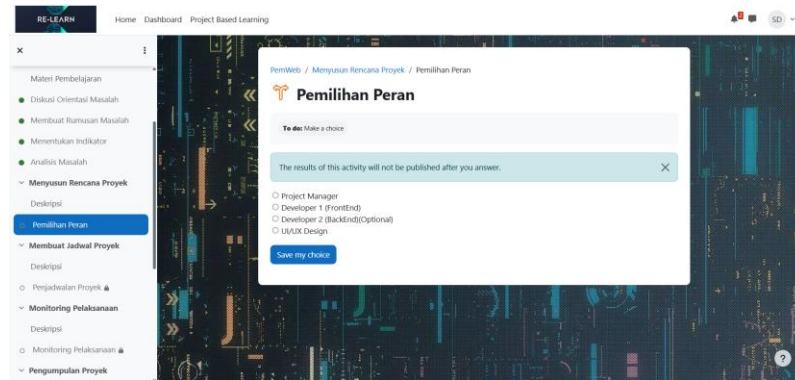 RE-LEARN
Home Dashboard Project Based Learning
SD
Materi Pembelajaran
Diskusi Orientasi Masalah
Membuat Rumusan Masalah
Menentukan Indikator
Analisis Masalah
Menyusun Rencana Proyek
Deskripsi
Pemilihan Peran
Membuat Jadwal Proyek
Deskripsi
Penjadwalan Proyek
Monitoring Pelaksanaan
Deskripsi
Monitoring Pelaksanaan
Pengumpulan Proyek
PemWeb / Menyusun Rencana Proyek / Pemilihan Peran
Pemilihan Peran
To do: Make a choice
The results of this activity will not be published after you answer.
Project Manager
Developer 1 (FrontEnd)
Developer 2 (BackEnd)(Optional)
UI/UX Design
Save my choice
?